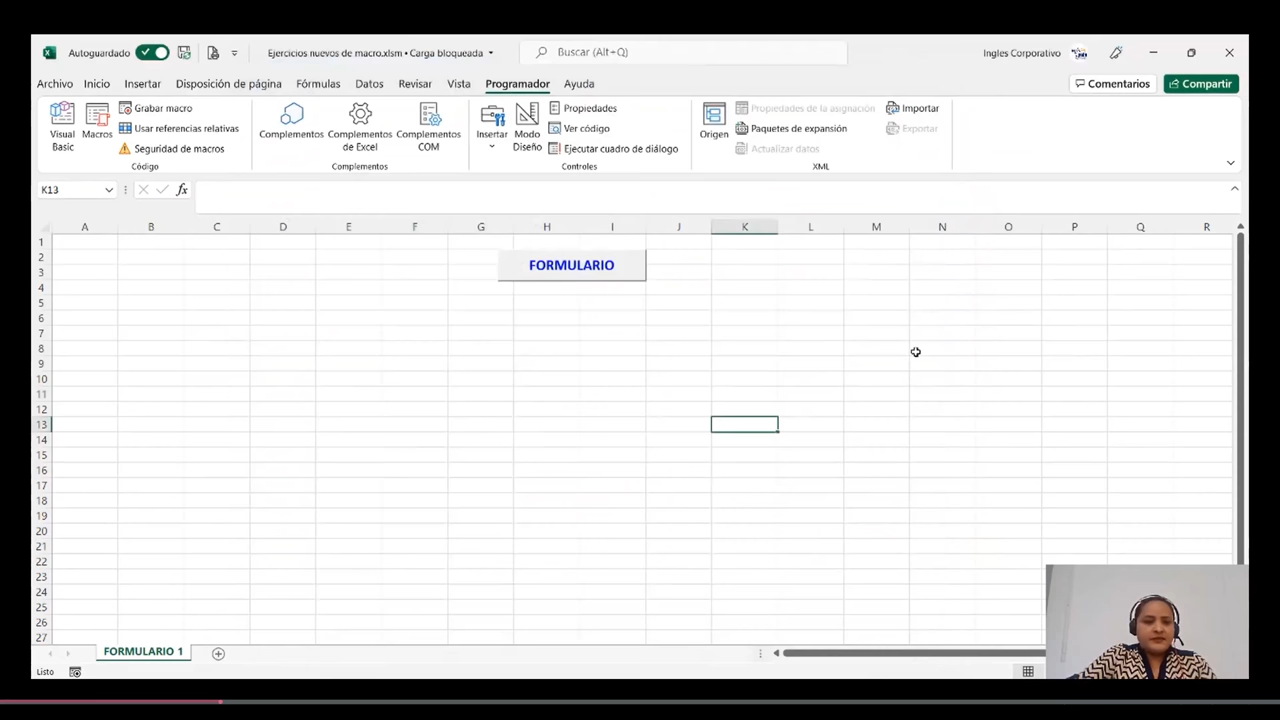 Autoguardado
Ejercicios nuevos de macro.xlsm • Carga bloqueada
Buscar (Alt+Q)
Ingles Corporativo
Archivo Inicio Insertar Disposición de página Fórmulas Datos Revisar Vista Programador Ayuda
Comentarios
Compartir
Visual Basic
Macros
Grabar macro
Usar referencias relativas
Seguridad de macros
Código
Complementos
Complementos de Excel
Complementos COM
Complementos
Insertar
Modo Diseño
Propiedades
Ver código
Ejecutar cuadro de diálogo
Controles
Origen
Propiedades de la asignación
Paquetes de expansión
Actualizar datos
Importar
Exportar
XML
K13
fx
A B C D E F G H I J K L M N O P Q R
1
2
3
4
5
6
7
8
9
10
11
12
13
14
15
16
17
18
19
20
21
22
23
24
25
26
27
FORMULARIO
FORMULARIO 1
Listo